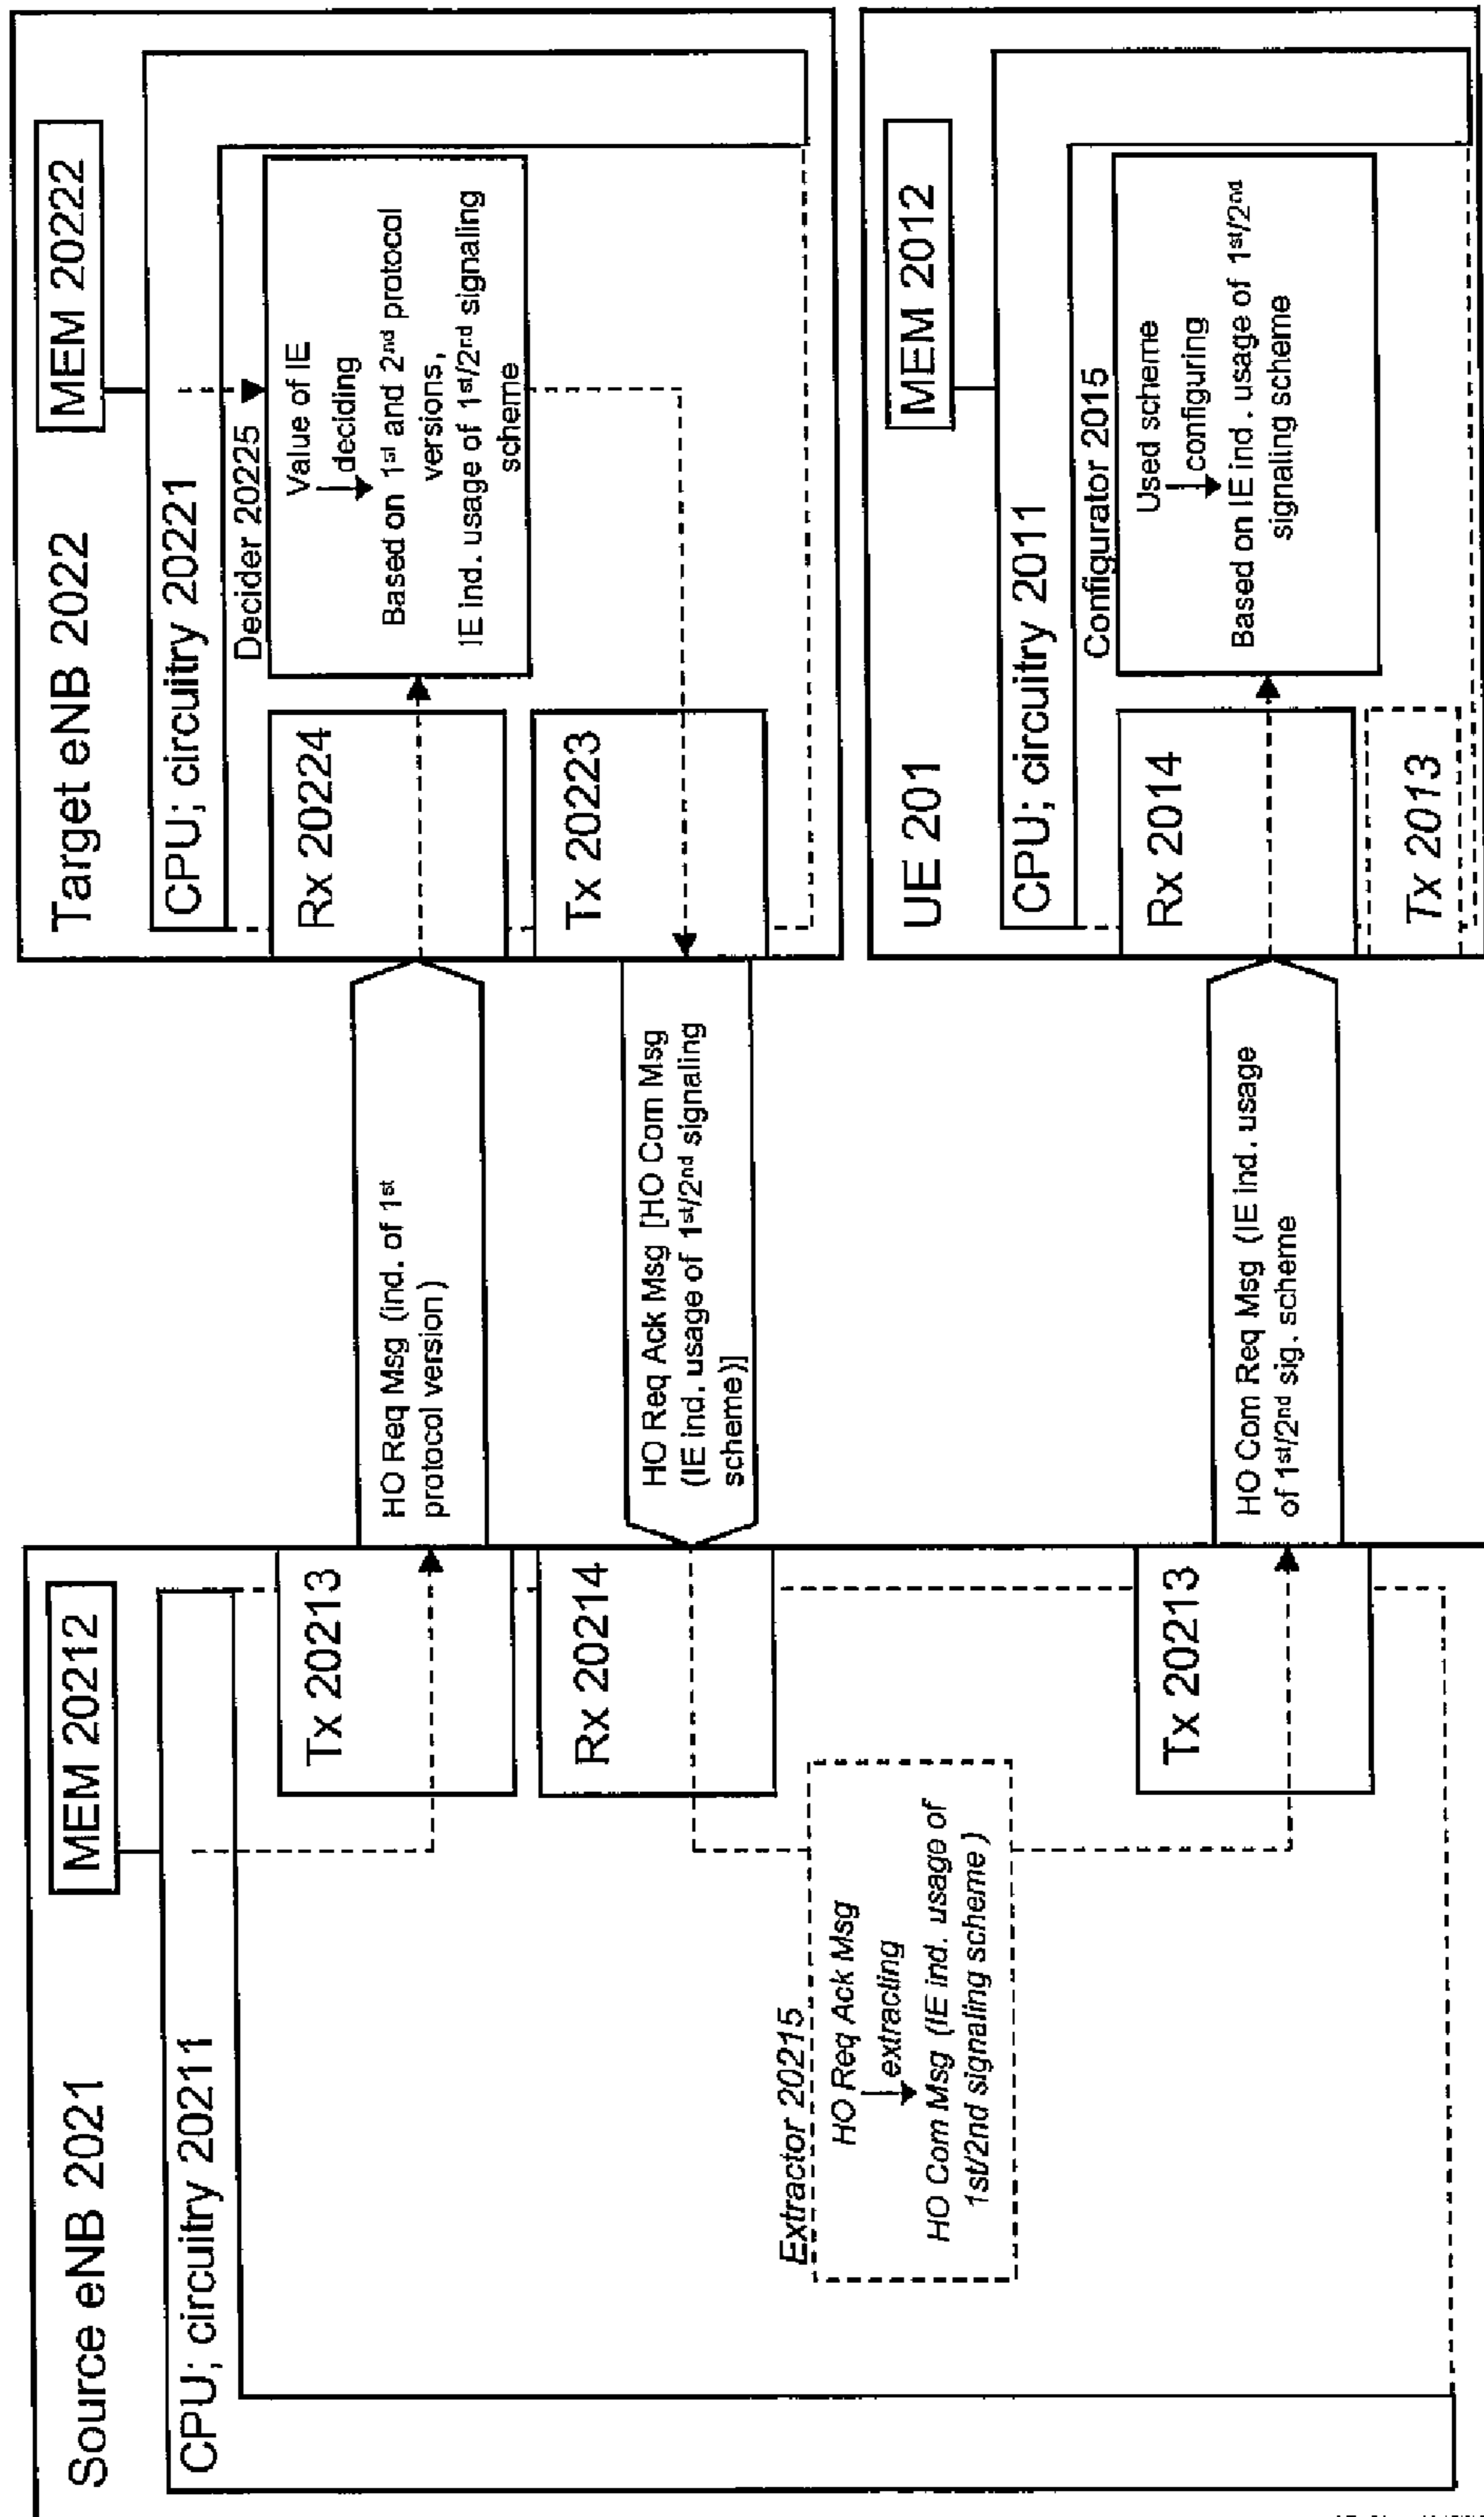 Source eNB 2021
MEM 20212
CPU; circuitry 20211
Tx 20213
Rx 20214
Extractor 20215
HO Req Ack Msg
extracting
HO Com Msg (IE ind. usage of
1st/2nd signaling scheme)
Tx 20213
HO Req Msg (ind. of 1st
protocol version)
HO Req Ack Msg [HO Com Msg
(IE ind. usage of 1st/2nd signaling
scheme)]
HO Com Req Msg (IE ind. usage
of 1st/2nd sig. scheme
Target eNB 2022
MEM 20222
CPU; circuitry 20221
Decider 20225
Rx 20224
Value of IE
deciding
Based on 1st and 2nd protocol
versions,
IE ind. usage of 1st/2nd signaling
scheme
Tx 20223
UE 201
MEM 2012
CPU; circuitry 2011
Configurator 2015
Rx 2014
Used scheme
configuring
Based on IE ind. usage of 1st/2nd
signaling scheme
Tx 2013